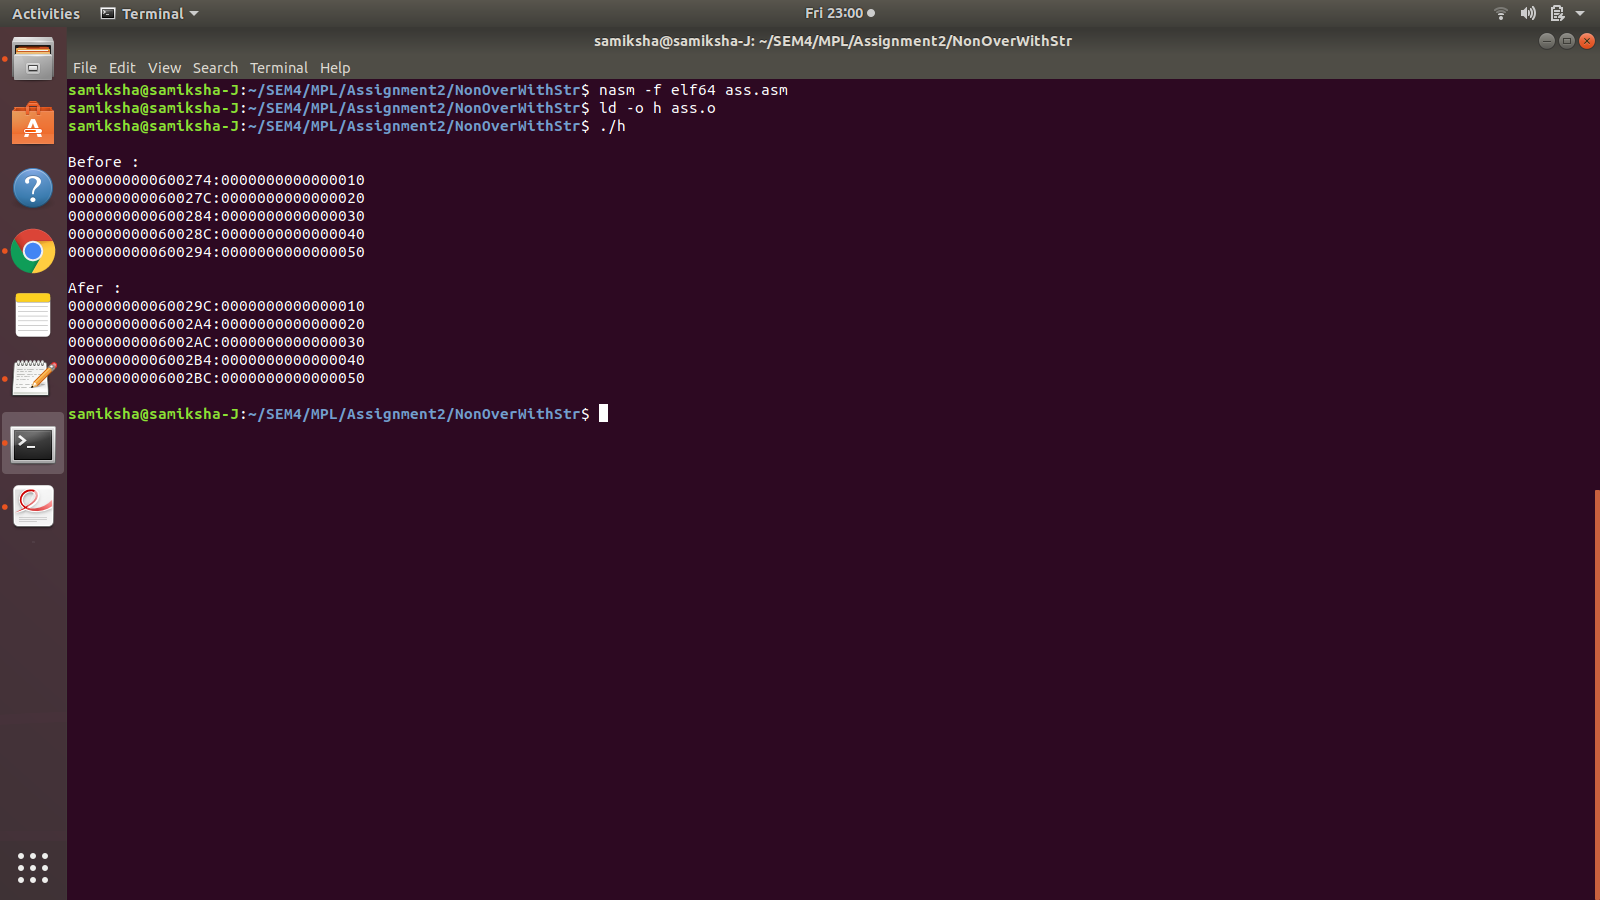 Activities Terminal Fri 23:00
samiksha@samiksha-J: ~/SEM4/MPL/Assignment2/NonOverWithStr
File Edit View Search Terminal Help
samiksha@samiksha-J:~/SEM4/MPL/Assignment2/NonOverWithStr$ nasm -f elf64 ass.asm
samiksha@samiksha-J:~/SEM4/MPL/Assignment2/NonOverWithStr$ ld -o h ass.o
samiksha@samiksha-J:~/SEM4/MPL/Assignment2/NonOverWithStr$ ./h
Before :
0000000000600274:0000000000000010
000000000060027C:0000000000000020
0000000000600284:0000000000000030
000000000060028C:0000000000000040
0000000000600294:0000000000000050
Afer :
000000000060029C:0000000000000010
00000000006002A4:0000000000000020
00000000006002AC:0000000000000030
00000000006002B4:0000000000000040
00000000006002BC:0000000000000050
samiksha@samiksha-J:~/SEM4/MPL/Assignment2/NonOverWithStr$